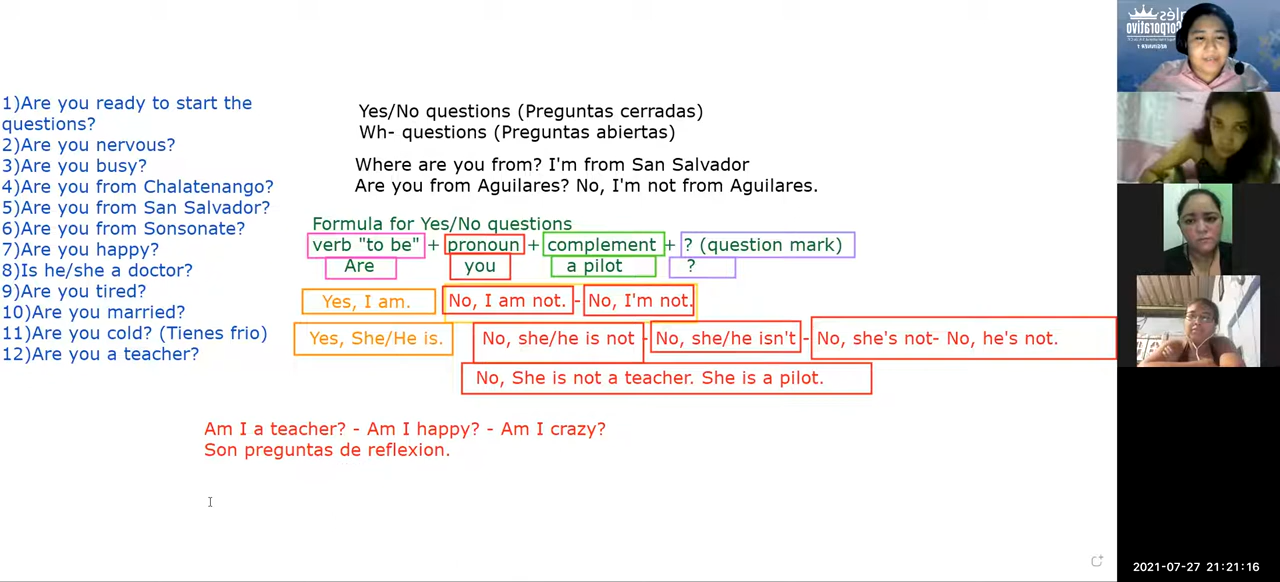 1)Are you ready to start the
questions?
2)Are you nervous?
3)Are you busy?
4)Are you from Chalatenango?
5)Are you from San Salvador?
6)Are you from Sonsonate?
7)Are you happy?
8)Is he/she a doctor?
9)Are you tired?
10)Are you married?
11)Are you cold? (Tienes frio)
12)Are you a teacher?
Yes/No questions (Preguntas cerradas)
Wh- questions (Preguntas abiertas)
Where are you from? I'm from San Salvador
Are you from Aguilares? No, I'm not from Aguilares.
Formula for Yes/No questions
verb "to be" + pronoun + complement + ? (question mark)
Are you a pilot ?
Yes, I am. No, I am not. - No, I'm not.
Yes, She/He is. No, she/he is not - No, she/he isn't - No, she's not- No, he's not.
No, She is not a teacher. She is a pilot.
Am I a teacher? - Am I happy? - Am I crazy?
Son preguntas de reflexion.
2021-07-27 21:21:16